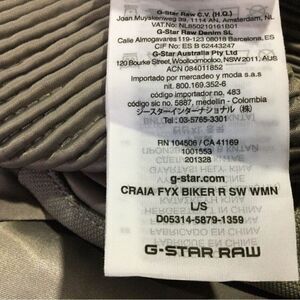 G-Star Raw C.V. (H.Q.)
Joan Muyskenweg 39, 1114 AN, Amsterdam, NL
VAT no.: NL850210161B01
G-Star Raw Denim SL
Calle Almogavares 119-123 08018 Barcelona, ES
CIF No: ES B 62443247
G-Star Australia Pty Ltd
120 Bourke Street, Woolloomooloo, NSW2011, AUS
ACN 084011852
Importado por mercadeo y moda s.a.s
nit. 800.169.352-6
código importador no. 483
código sic no. 5887, medellin - Colombia
ジースターインターナショナル (株)
Tel : 03-5765-3301
RN 104506 / CA 41169
1001553
201328
g-star.com
CRAIA FYX BIKER R SW WMN
L/S
D05314-5879-1359
G-STAR RAW